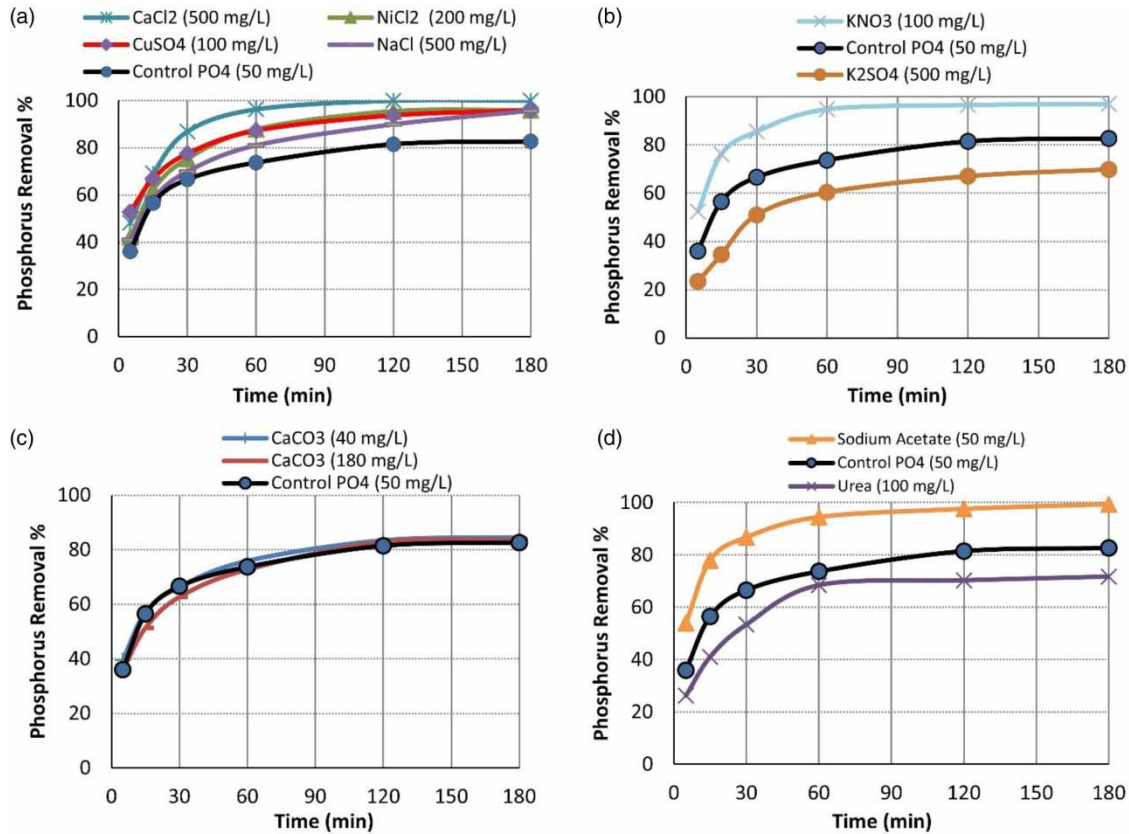 (a)
CaCl2 (500 mg/L) NiCl2 (200 mg/L)
CuSO4 (100 mg/L) NaCl (500 mg/L)
Control PO4 (50 mg/L)
Phosphorus Removal %
100
80
60
40
20
0
0 30 60 90 120 150 180
Time (min)
(b)
KNO3 (100 mg/L)
Control PO4 (50 mg/L)
K2SO4 (500 mg/L)
Phosphorus Removal %
100
80
60
40
20
0
0 30 60 90 120 150 180
Time (min)
(c)
CaCO3 (40 mg/L)
CaCO3 (180 mg/L)
Control PO4 (50 mg/L)
Phosphorus Removal %
100
80
60
40
20
0
0 30 60 90 120 150 180
Time (min)
(d)
Sodium Acetate (50 mg/L)
Control PO4 (50 mg/L)
Urea (100 mg/L)
Phosphorus Removal %
100
80
60
40
20
0
0 30 60 90 120 150 180
Time (min)